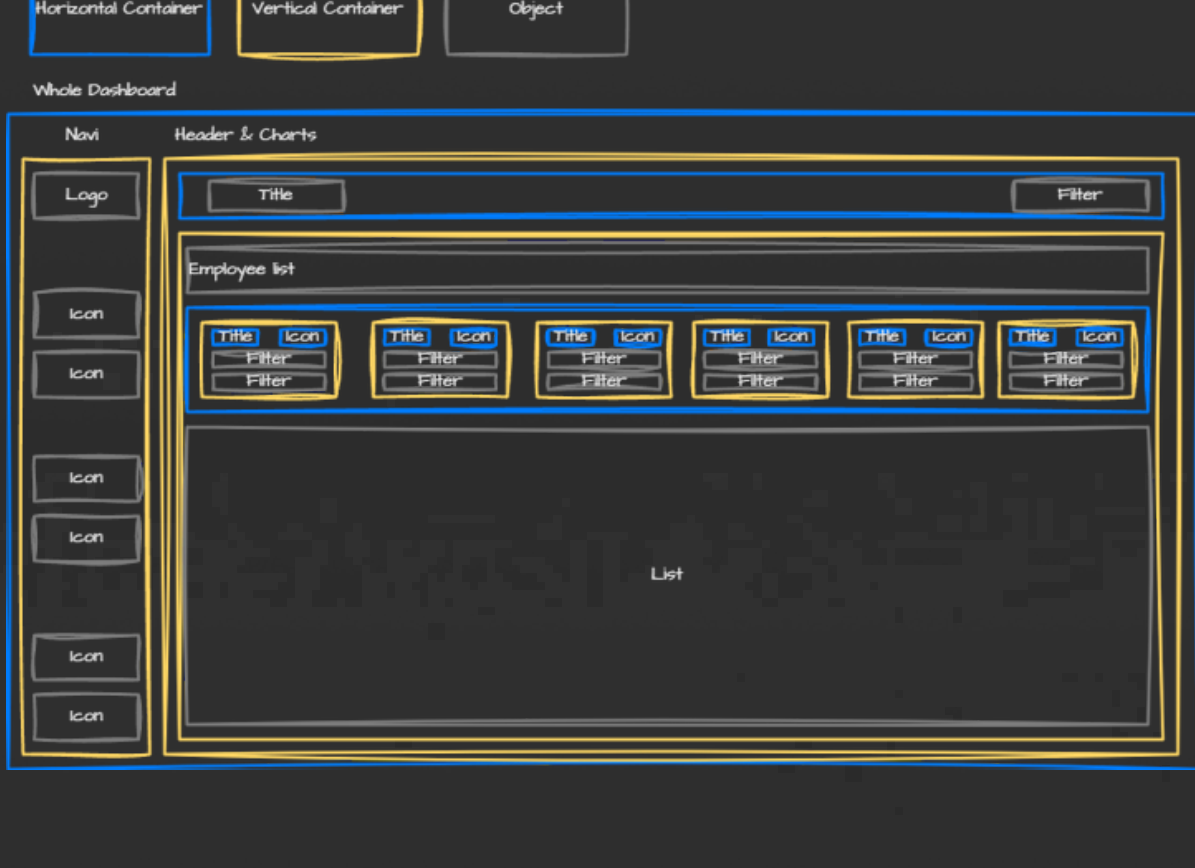 Horizontal Container
Vertical Container
Object
Whole Dashboard
Navi
Header & Charts
Logo
Title
Filter
Employee list
Icon
Icon
Icon
Icon
Icon
Icon
Title Icon
Filter
Filter
Title Icon
Filter
Filter
Title Icon
Filter
Filter
Title Icon
Filter
Filter
Title Icon
Filter
Filter
Title Icon
Filter
Filter
List